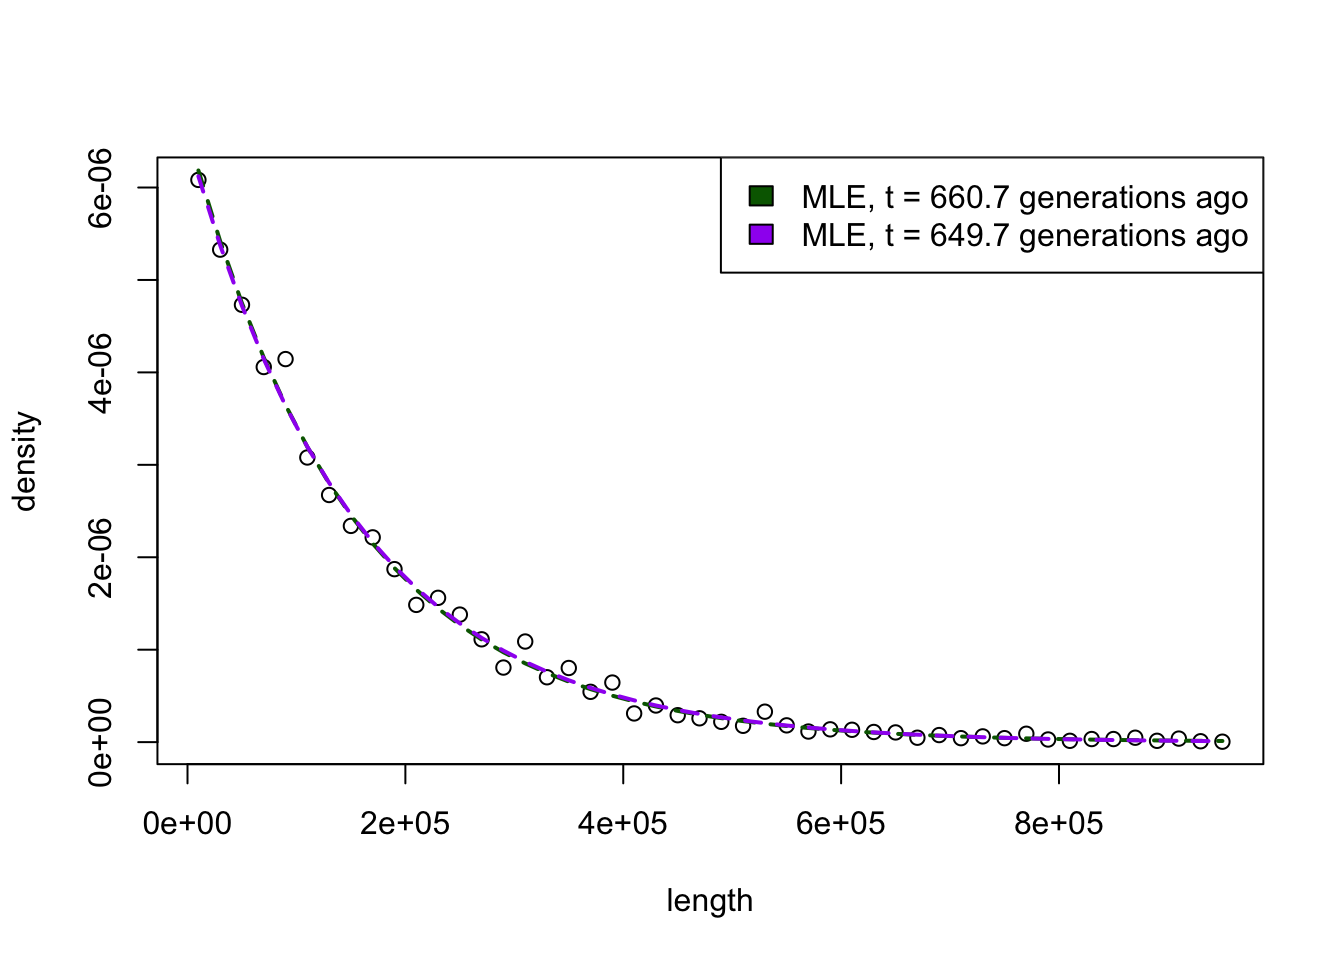 MLE, t = 660.7 generations ago
MLE, t = 649.7 generations ago
density
6e-06
4e-06
2e-06
0e+00
0e+00 2e+05 4e+05 6e+05 8e+05
length